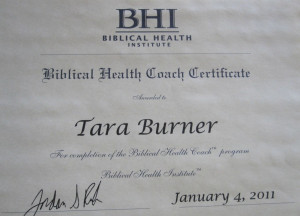 BHI
BIBLICAL HEALTH
INSTITUTE
Biblical Health Coach Certificate
Awarded to
Tara Burner
For completion of the Biblical Health Coach™ program
Biblical Health Institute™
January 4, 2011